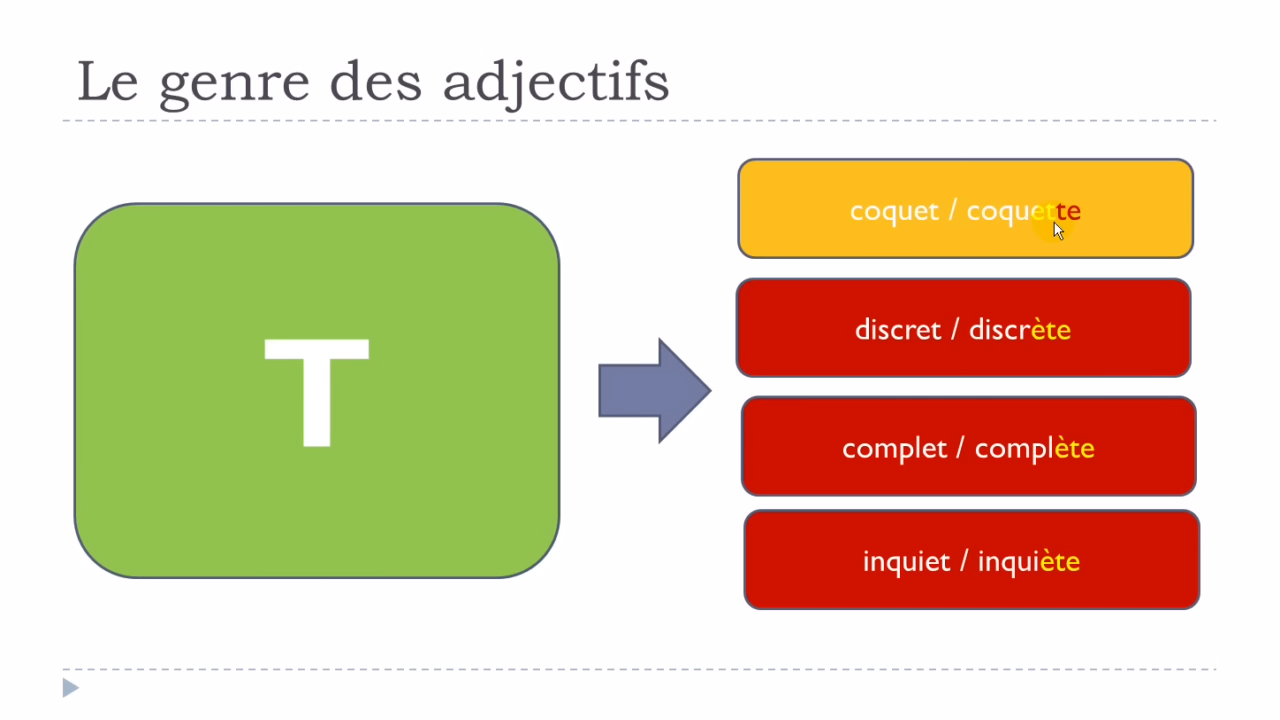 Le genre des adjectifs
T
coquet / coquette
discret / discrète
complet / complète
inquiet / inquiète